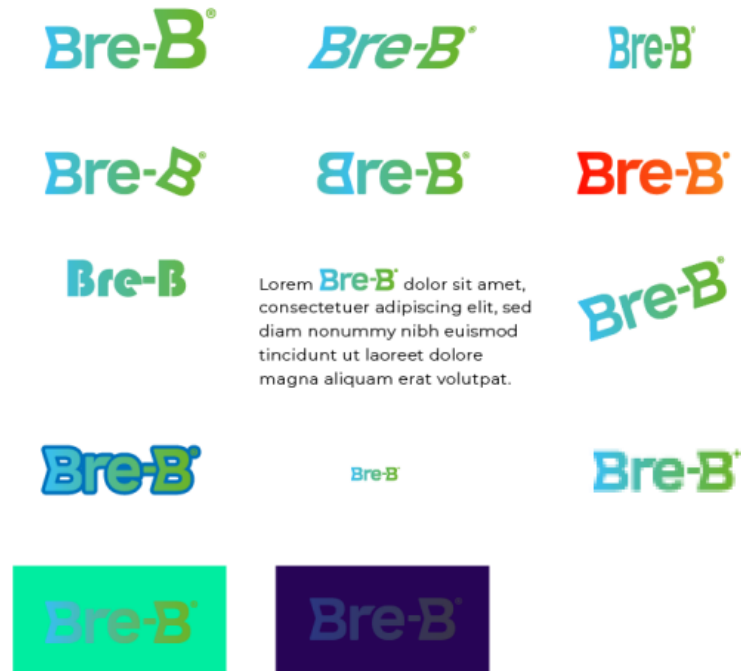 Bre-B®
Bre-B
Bre-B
Bre-B
Bre-B
Bre-B
Bre-B
Lorem Bre-B dolor sit amet,
consectetuer adipiscing elit, sed
diam nonummy nibh euismod
tincidunt ut laoreet dolore
magna aliquam erat volutpat.
Bre-B
Bre-B
Bre-B
Bre-B
Bre-B
Bre-B